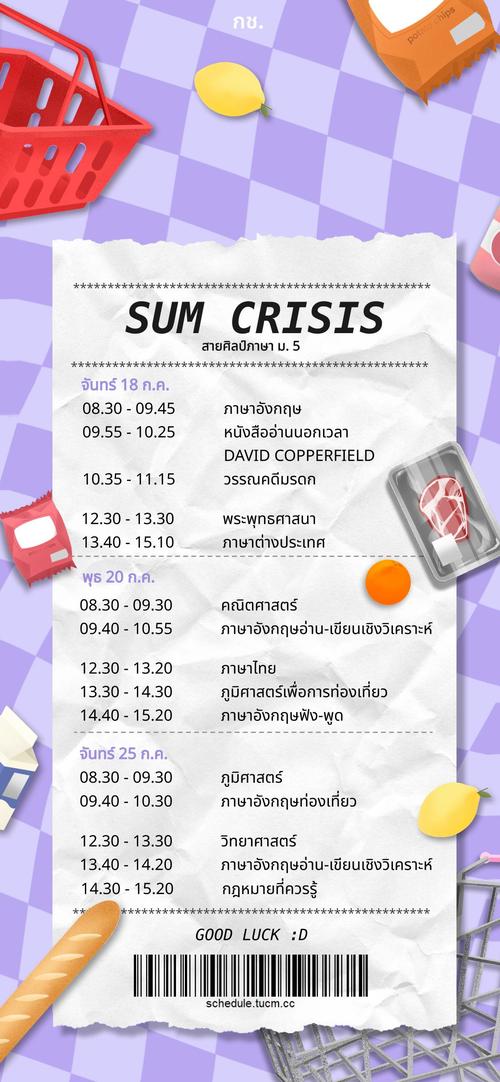 กช.
potato chips
**************************************************
SUM CRISIS
สายศิลป์ภาษา ม. 5
**************************************************
จันทร์ 18 ก.ค.
08.30 - 09.45 ภาษาอังกฤษ
09.55 - 10.25 หนังสืออ่านนอกเวลา
DAVID COPPERFIELD
10.35 - 11.15 วรรณคดีมรดก
12.30 - 13.30 พระพุทธศาสนา
13.40 - 15.10 ภาษาต่างประเทศ
พุธ 20 ก.ค.
08.30 - 09.30 คณิตศาสตร์
09.40 - 10.55 ภาษาอังกฤษอ่าน-เขียนเชิงวิเคราะห์
12.30 - 13.20 ภาษาไทย
13.30 - 14.30 ภูมิศาสตร์เพื่อการท่องเที่ยว
14.40 - 15.20 ภาษาอังกฤษฟัง-พูด
จันทร์ 25 ก.ค.
08.30 - 09.30 ภูมิศาสตร์
09.40 - 10.30 ภาษาอังกฤษท่องเที่ยว
12.30 - 13.30 วิทยาศาสตร์
13.40 - 14.20 ภาษาอังกฤษอ่าน-เขียนเชิงวิเคราะห์
14.30 - 15.20 กฎหมายที่ควรรู้
**************************************************
GOOD LUCK :D
schedule.tucm.cc